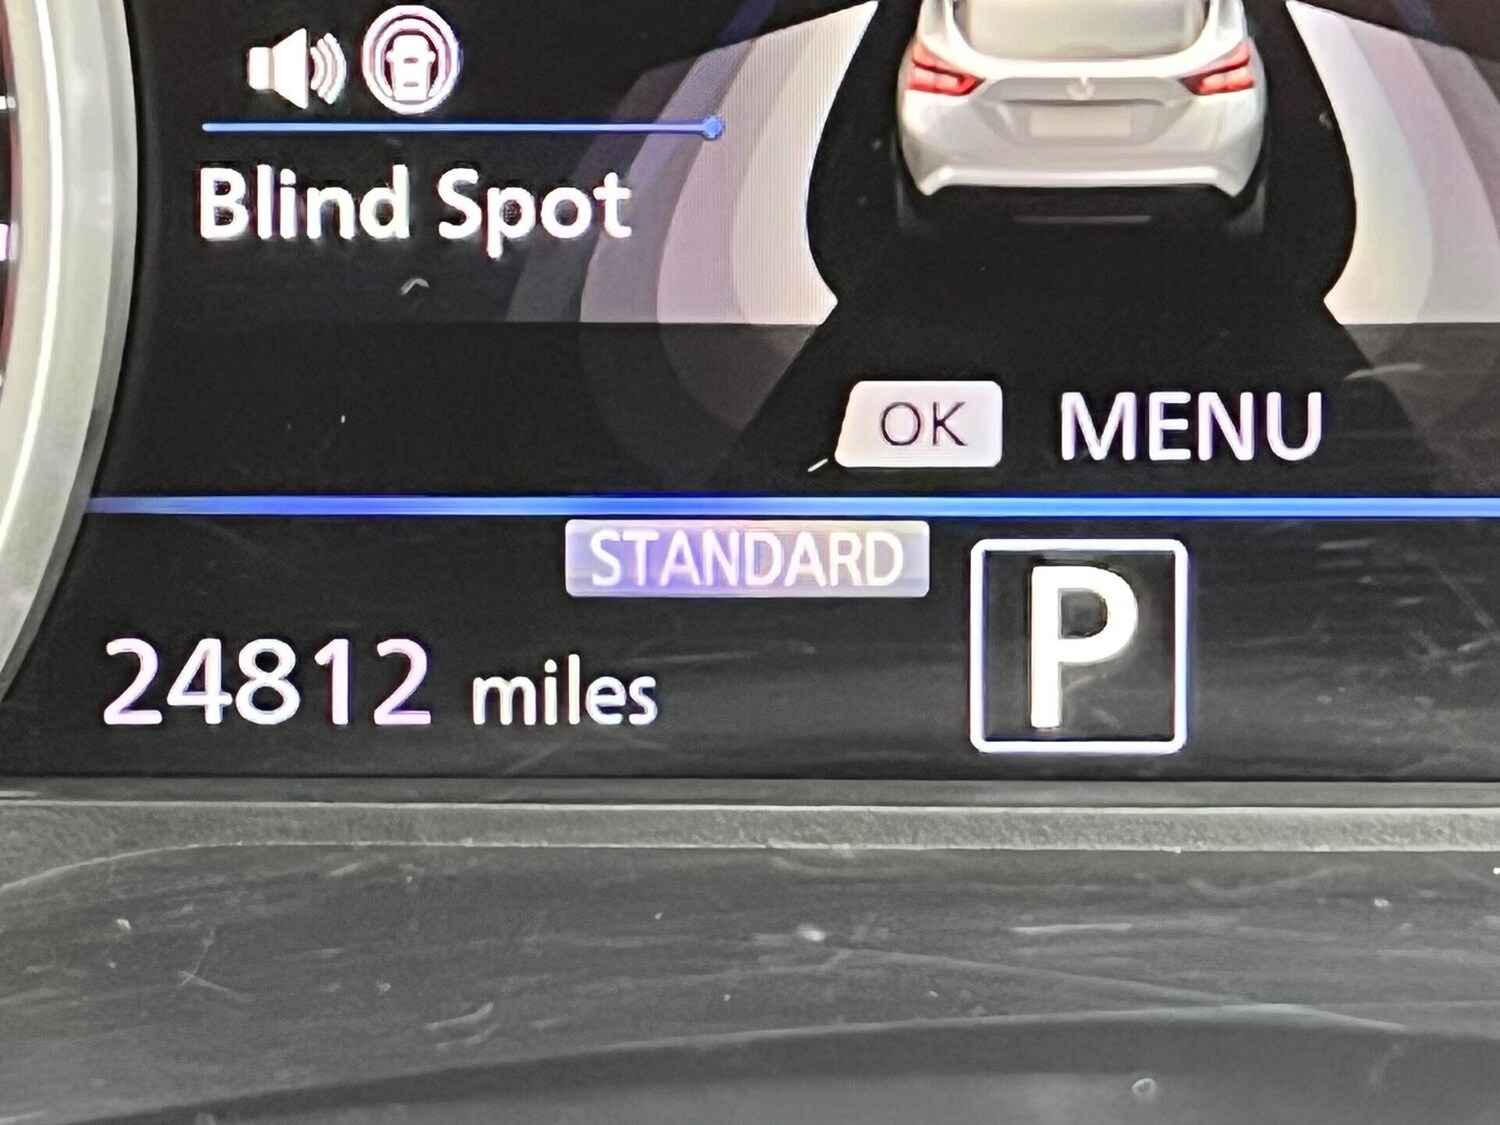 Blind Spot
OK MENU
STANDARD
P
24812 miles